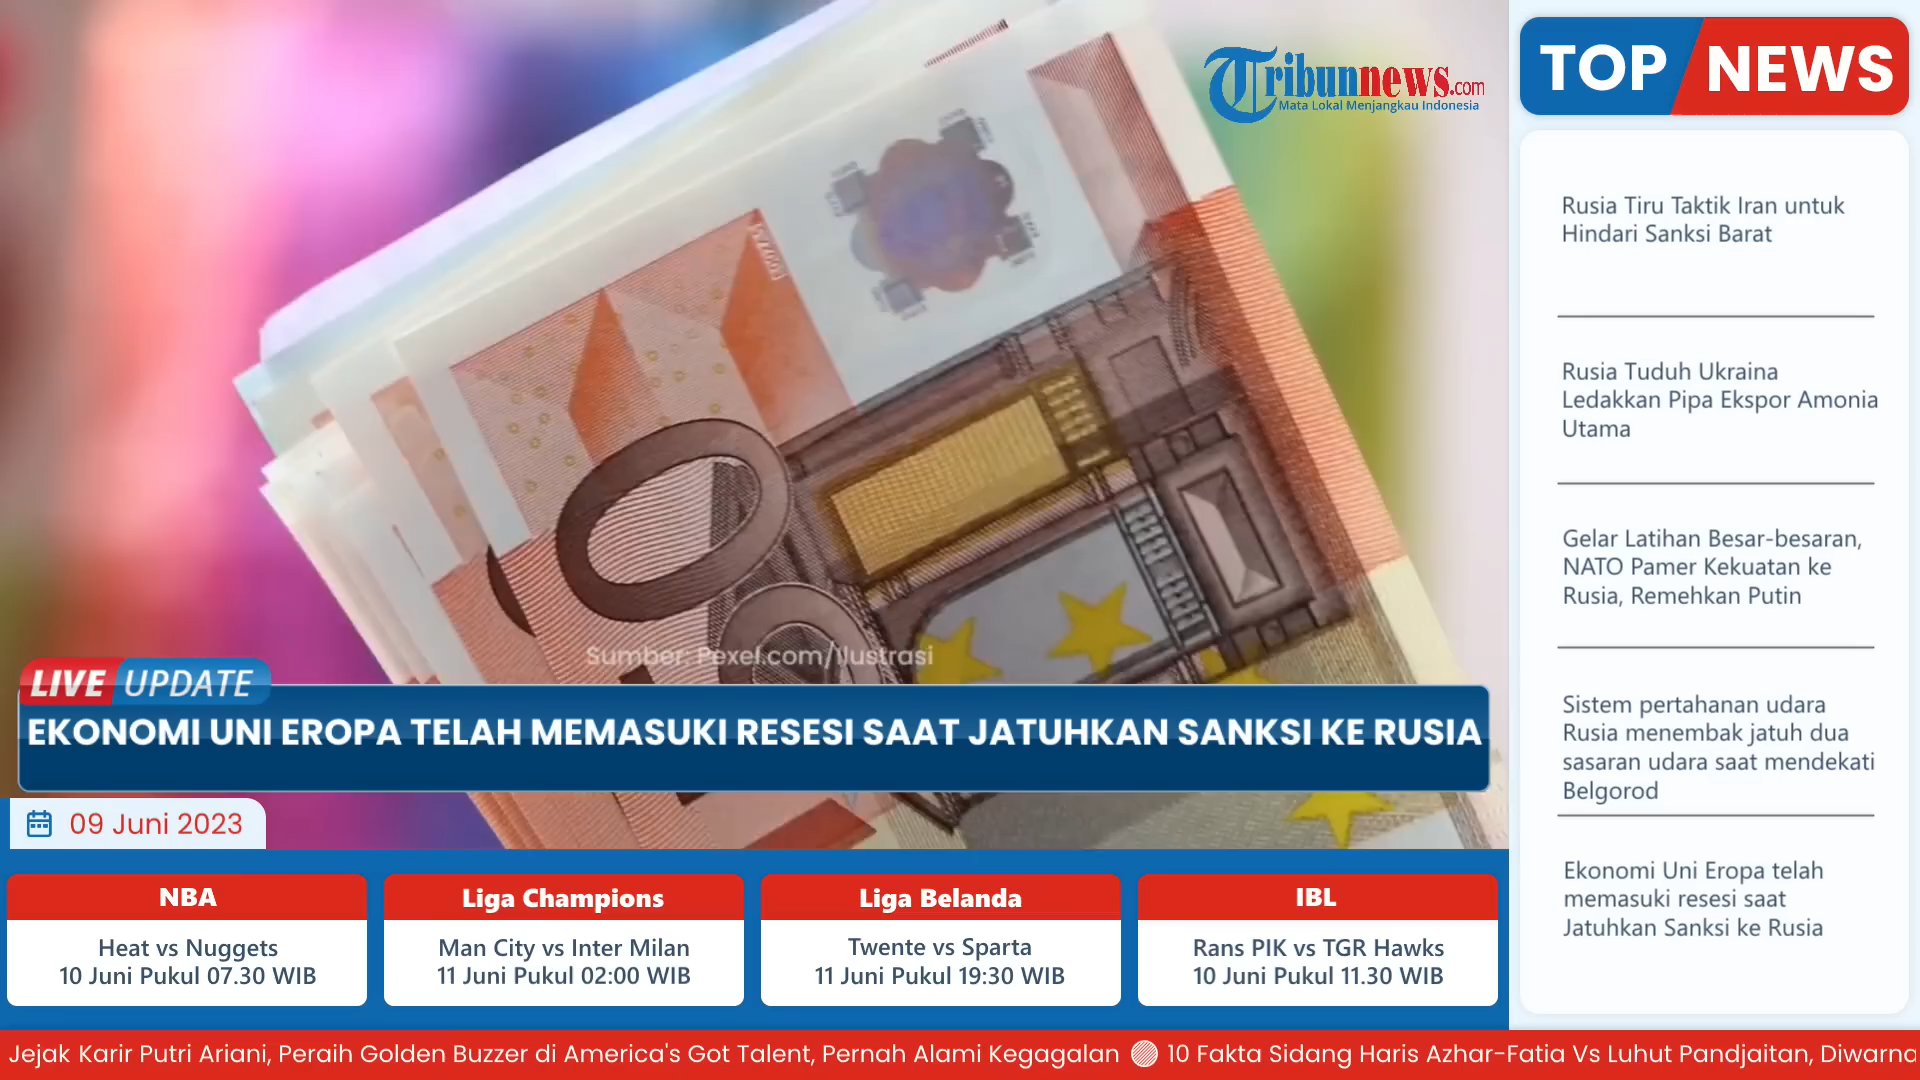 Tribunnews.com
Mata Lokal Menjangkau Indonesia
TOP NEWS
Rusia Tiru Taktik Iran untuk
Hindari Sanksi Barat
Rusia Tuduh Ukraina
Ledakkan Pipa Ekspor Amonia
Utama
Gelar Latihan Besar-besaran,
NATO Pamer Kekuatan ke
Rusia, Remehkan Putin
Sistem pertahanan udara
Rusia menembak jatuh dua
sasaran udara saat mendekati
Belgorod
Ekonomi Uni Eropa telah
memasuki resesi saat
Jatuhkan Sanksi ke Rusia
Sumber: Pexel.com/Ilustrasi
LIVE UPDATE
EKONOMI UNI EROPA TELAH MEMASUKI RESESI SAAT JATUHKAN SANKSI KE RUSIA
09 Juni 2023
NBA
Heat vs Nuggets
10 Juni Pukul 07.30 WIB
Liga Champions
Man City vs Inter Milan
11 Juni Pukul 02:00 WIB
Liga Belanda
Twente vs Sparta
11 Juni Pukul 19:30 WIB
IBL
Rans PIK vs TGR Hawks
10 Juni Pukul 11.30 WIB
Jejak Karir Putri Ariani, Peraih Golden Buzzer di America's Got Talent, Pernah Alami Kegagalan 10 Fakta Sidang Haris Azhar-Fatia Vs Luhut Pandjaitan,